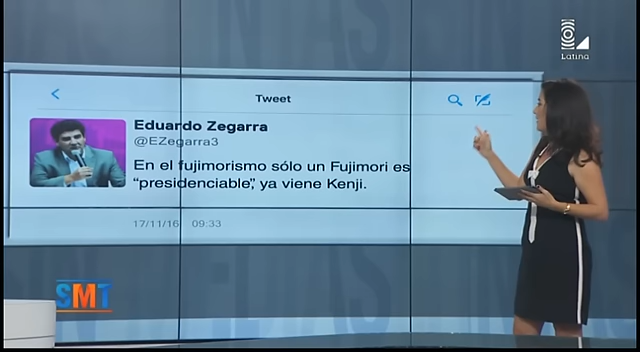 Latina
Tweet
Eduardo Zegarra
@EZegarra3
En el fujimorismo sólo un Fujimori es
“presidenciable”, ya viene Kenji.
17/11/16 09:33
SMT